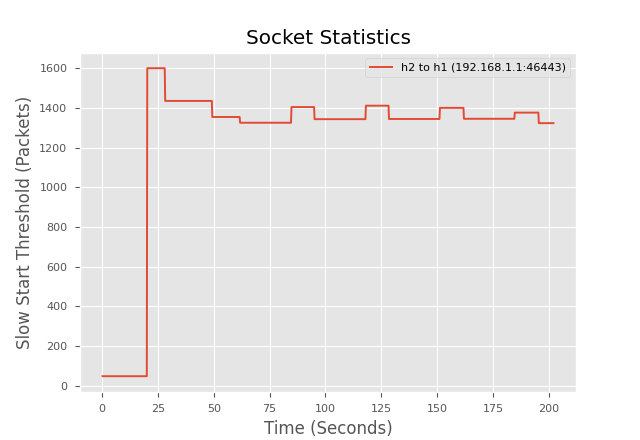 Socket Statistics
h2 to h1 (192.168.1.1:46443)
Slow Start Threshold (Packets)
1600
1400
1200
1000
800
600
400
200
0
0 25 50 75 100 125 150 175 200
Time (Seconds)